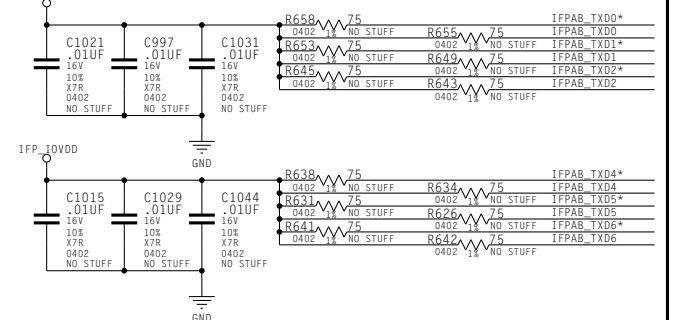 R658 75 IFPAB_TXD0*
0402 1% NO STUFF R655 75 IFPAB_TXD0
C1021 C997 C1031 R653 75 0402 1% NO STUFF IFPAB_TXD1*
.01UF .01UF .01UF 0402 1% NO STUFF R649 75 IFPAB_TXD1
16V 16V 16V R645 75 0402 1% NO STUFF IFPAB_TXD2*
10% 10% 10% 0402 1% NO STUFF R643 75 IFPAB_TXD2
X7R X7R X7R 0402 1% NO STUFF
0402 0402 0402
NO STUFF NO STUFF NO STUFF
IFP_IOVDD
GND
R638 75 IFPAB_TXD4*
0402 1% NO STUFF R634 75 IFPAB_TXD4
C1015 C1029 C1044 R631 75 0402 1% NO STUFF IFPAB_TXD5*
.01UF .01UF .01UF 0402 1% NO STUFF R626 75 IFPAB_TXD5
16V 16V 16V R641 75 0402 1% NO STUFF IFPAB_TXD6*
10% 10% 10% 0402 1% NO STUFF R642 75 IFPAB_TXD6
X7R X7R X7R 0402 1% NO STUFF
0402 0402 0402
NO STUFF NO STUFF NO STUFF
GND